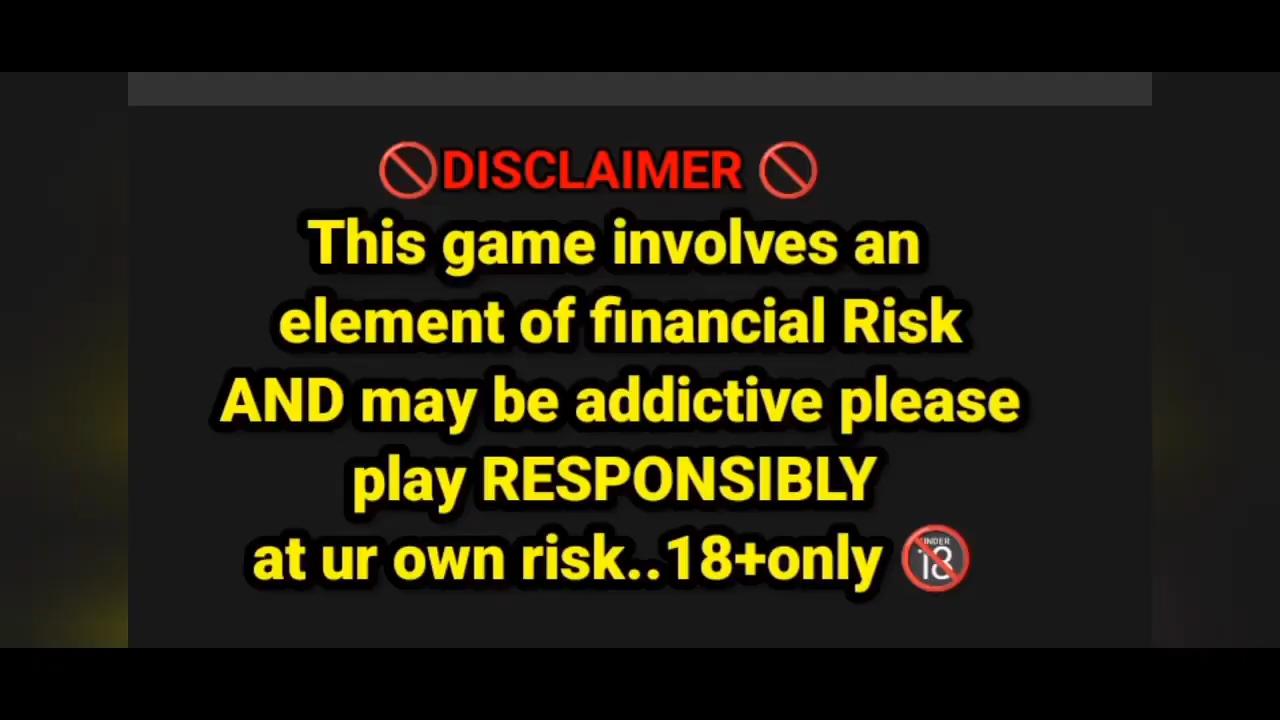 🚫DISCLAIMER 🚫
This game involves an
element of financial Risk
AND may be addictive please
play RESPONSIBLY
at ur own risk..18+only 🔞